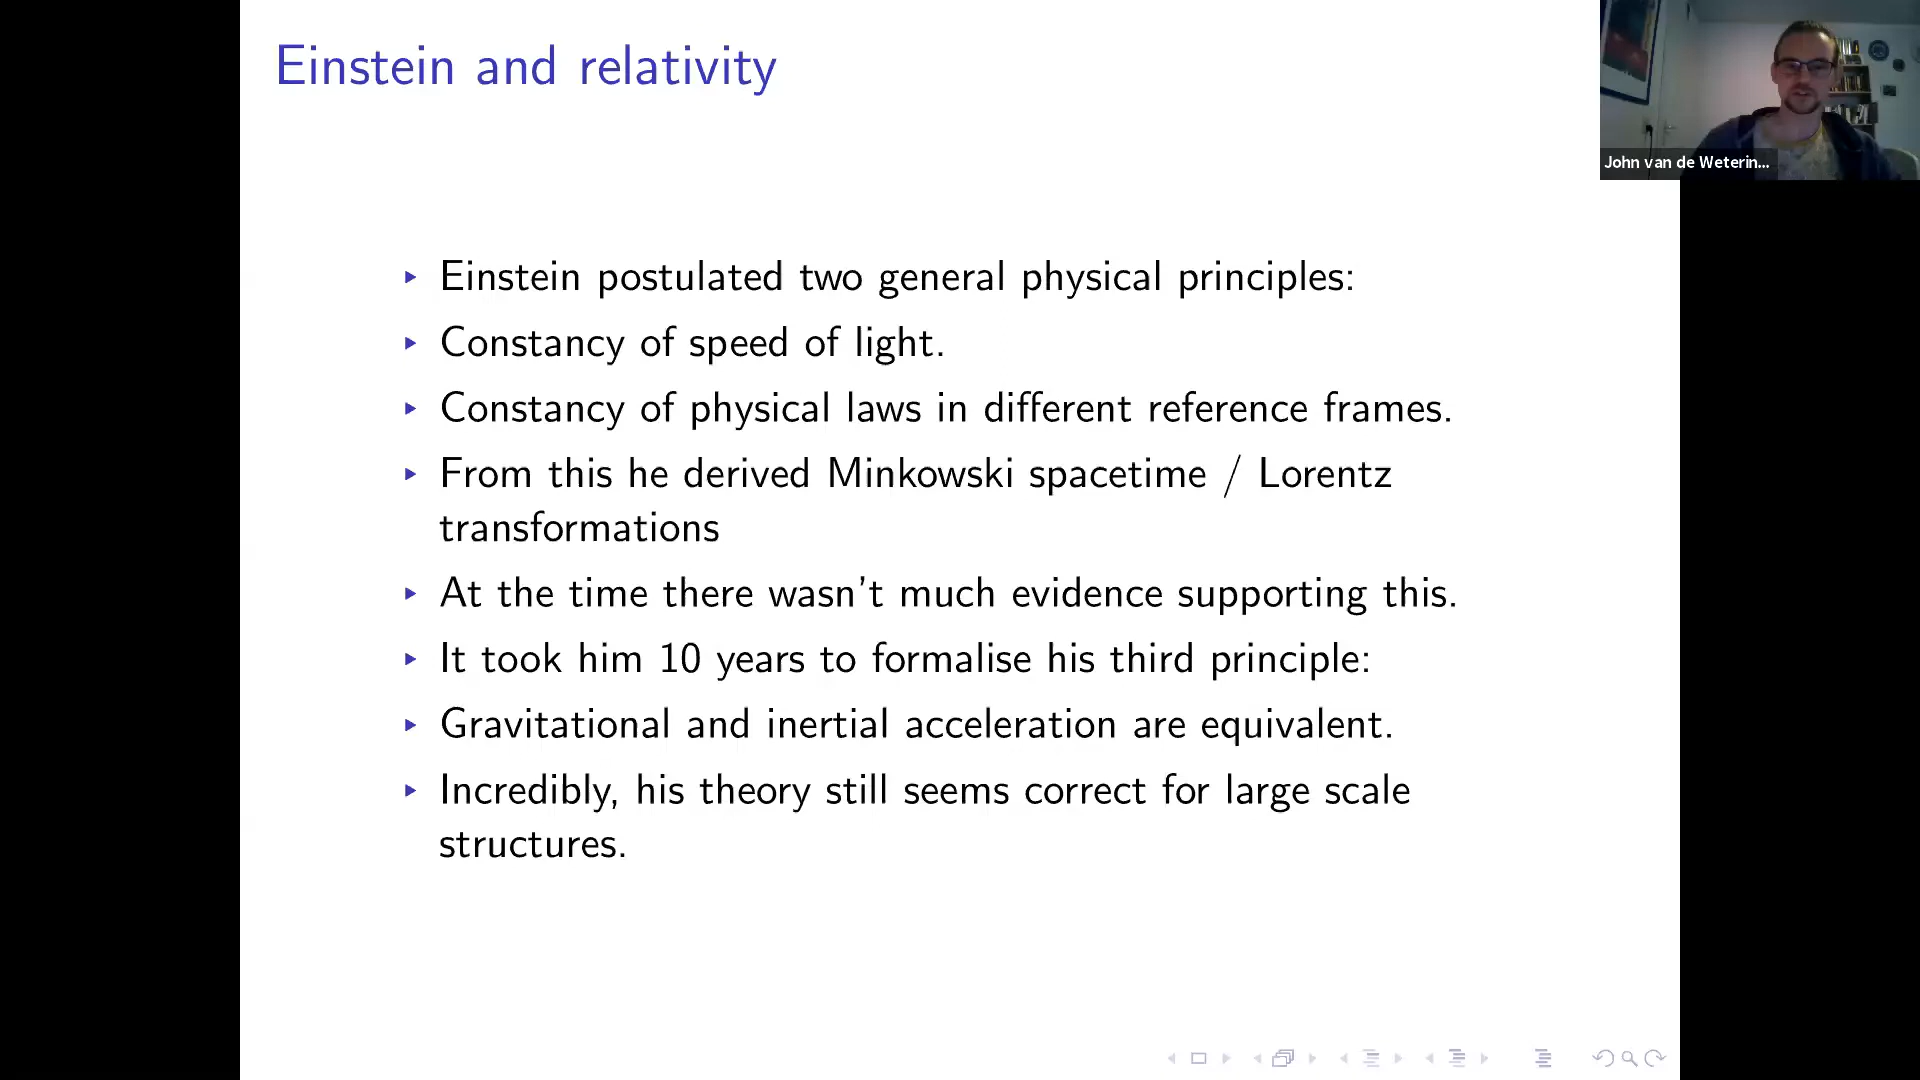 Einstein and relativity
John van de Weterin...
Einstein postulated two general physical principles:
Constancy of speed of light.
Constancy of physical laws in different reference frames.
From this he derived Minkowski spacetime / Lorentz
transformations
At the time there wasn't much evidence supporting this.
It took him 10 years to formalise his third principle:
Gravitational and inertial acceleration are equivalent.
Incredibly, his theory still seems correct for large scale
structures.